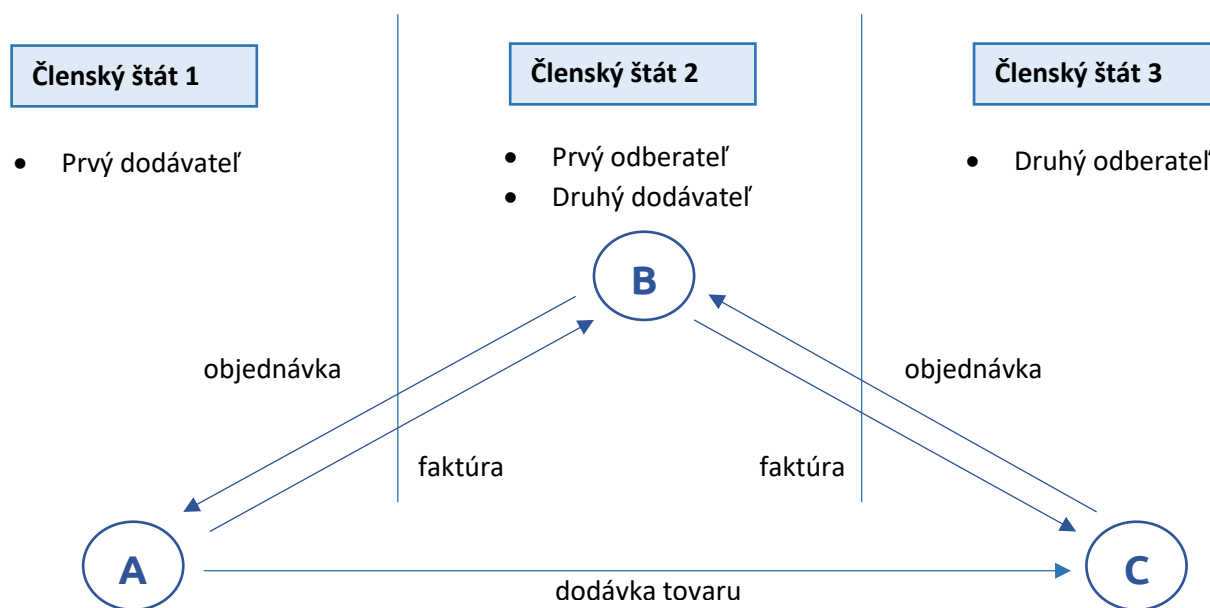 Členský štát 1
Členský štát 2
Členský štát 3
• Prvý dodávateľ
• Prvý odberateľ
• Druhý dodávateľ
• Druhý odberateľ
B
objednávka
objednávka
faktúra
faktúra
A
C
dodávka tovaru